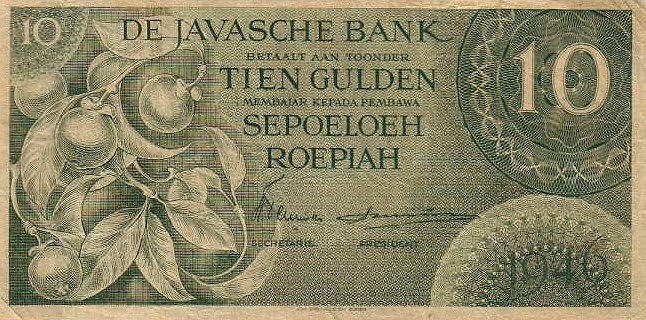 10
DE JAVASCHE BANK
BETAALT AAN TOONDER
TIEN GULDEN
MEMBAJAR KEPADA PEMBAWA
SEPOELOEH
ROEPIAH
10
SECRETARIS. PRESIDENT
1946